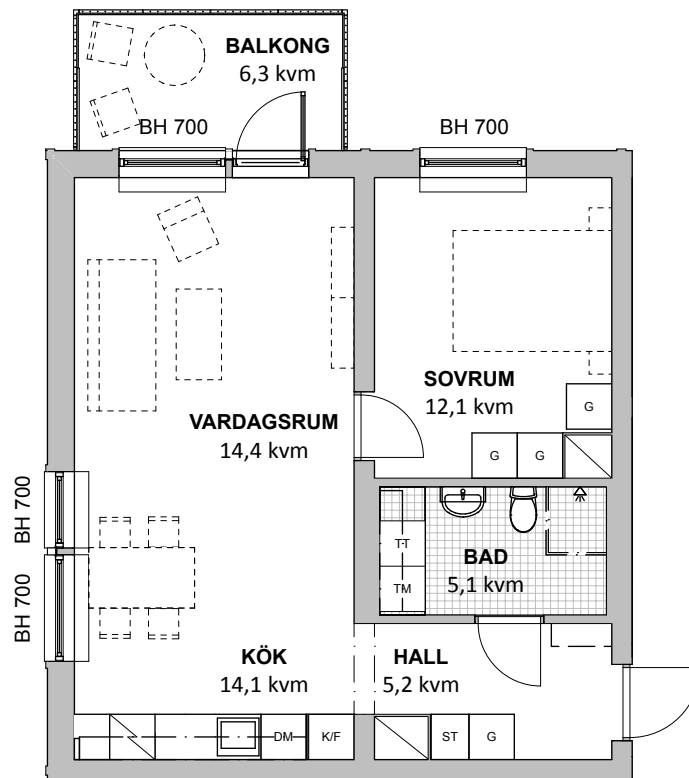 BALKONG
6,3 kvm
BH 700
BH 700
SOVRUM
12,1 kvm
G
VARDAGSRUM
14,4 kvm
G
G
BH 700
BH 700
TT
TM
BAD
5,1 kvm
KÖK
14,1 kvm
HALL
5,2 kvm
DM
K/F
ST
G